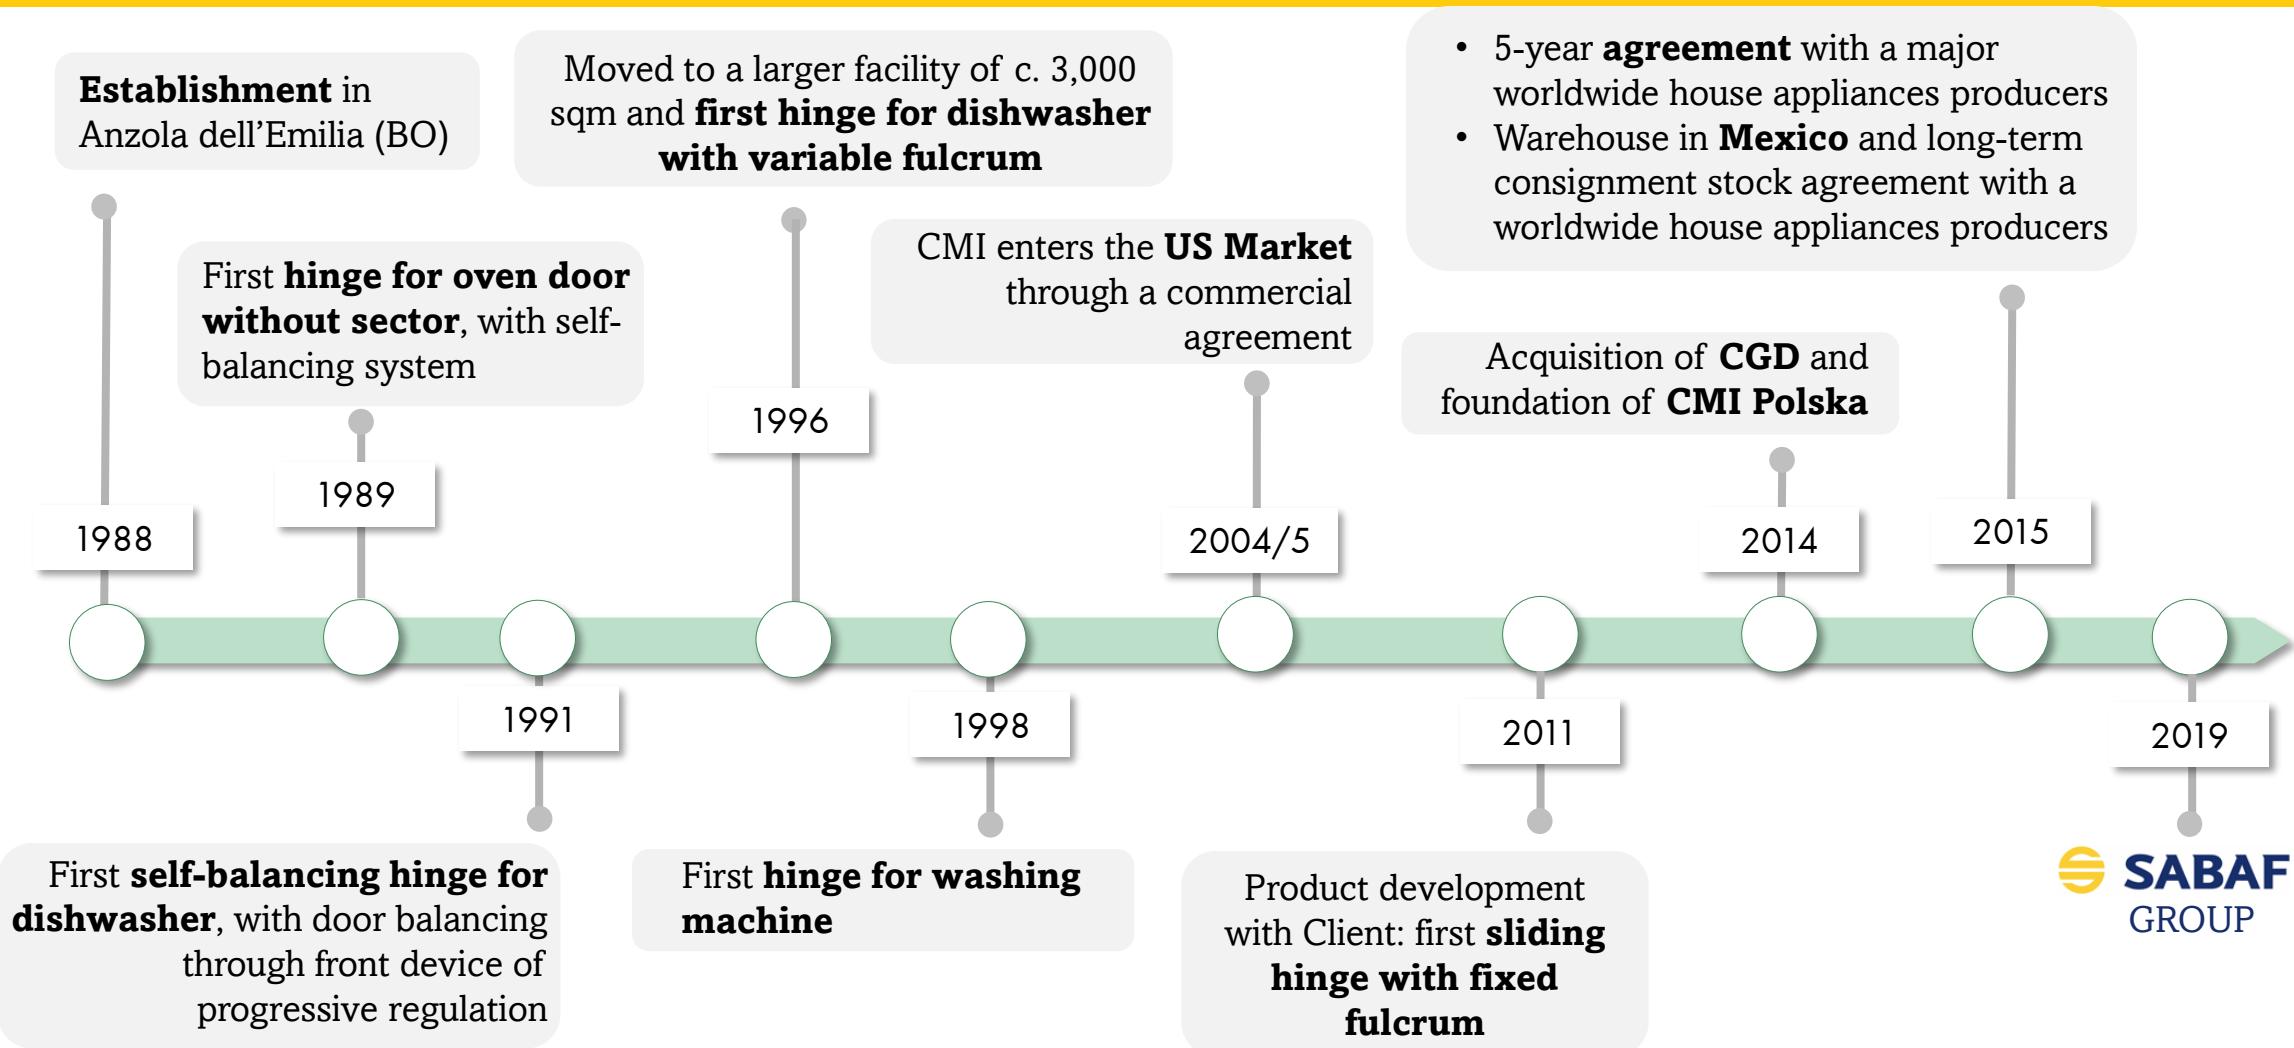 Establishment in
Anzola dell’Emilia (BO)
1988
First hinge for oven door
without sector, with self-
balancing system
1989
First self-balancing hinge for
dishwasher, with door balancing
through front device of
progressive regulation
1991
Moved to a larger facility of c. 3,000
sqm and first hinge for dishwasher
with variable fulcrum
1996
First hinge for washing
machine
1998
CMI enters the US Market
through a commercial
agreement
2004/5
Product development
with Client: first sliding
hinge with fixed
fulcrum
2011
Acquisition of CGD and
foundation of CMI Polska
2014
• 5-year agreement with a major
worldwide house appliances producers
• Warehouse in Mexico and long-term
consignment stock agreement with a
worldwide house appliances producers
2015
2019
SABAF
GROUP